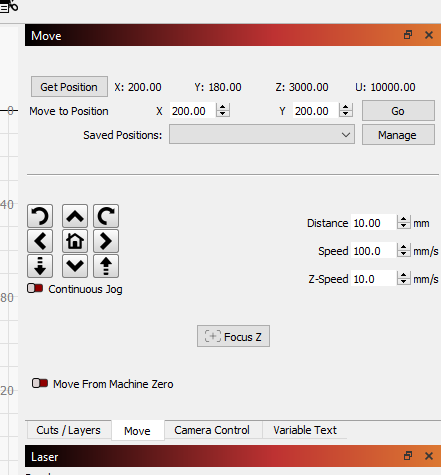 Move
Get Position X: 200.00 Y: 180.00 Z: 3000.00 U: 10000.00
Move to Position X 200.00 Y 200.00 Go
Saved Positions: Manage
40
Distance 10.00 mm
Speed 100.0 mm/s
80
Z-Speed 10.0 mm/s
Continuous Jog
Focus Z
Move From Machine Zero
20
Cuts / Layers Move Camera Control Variable Text
Laser